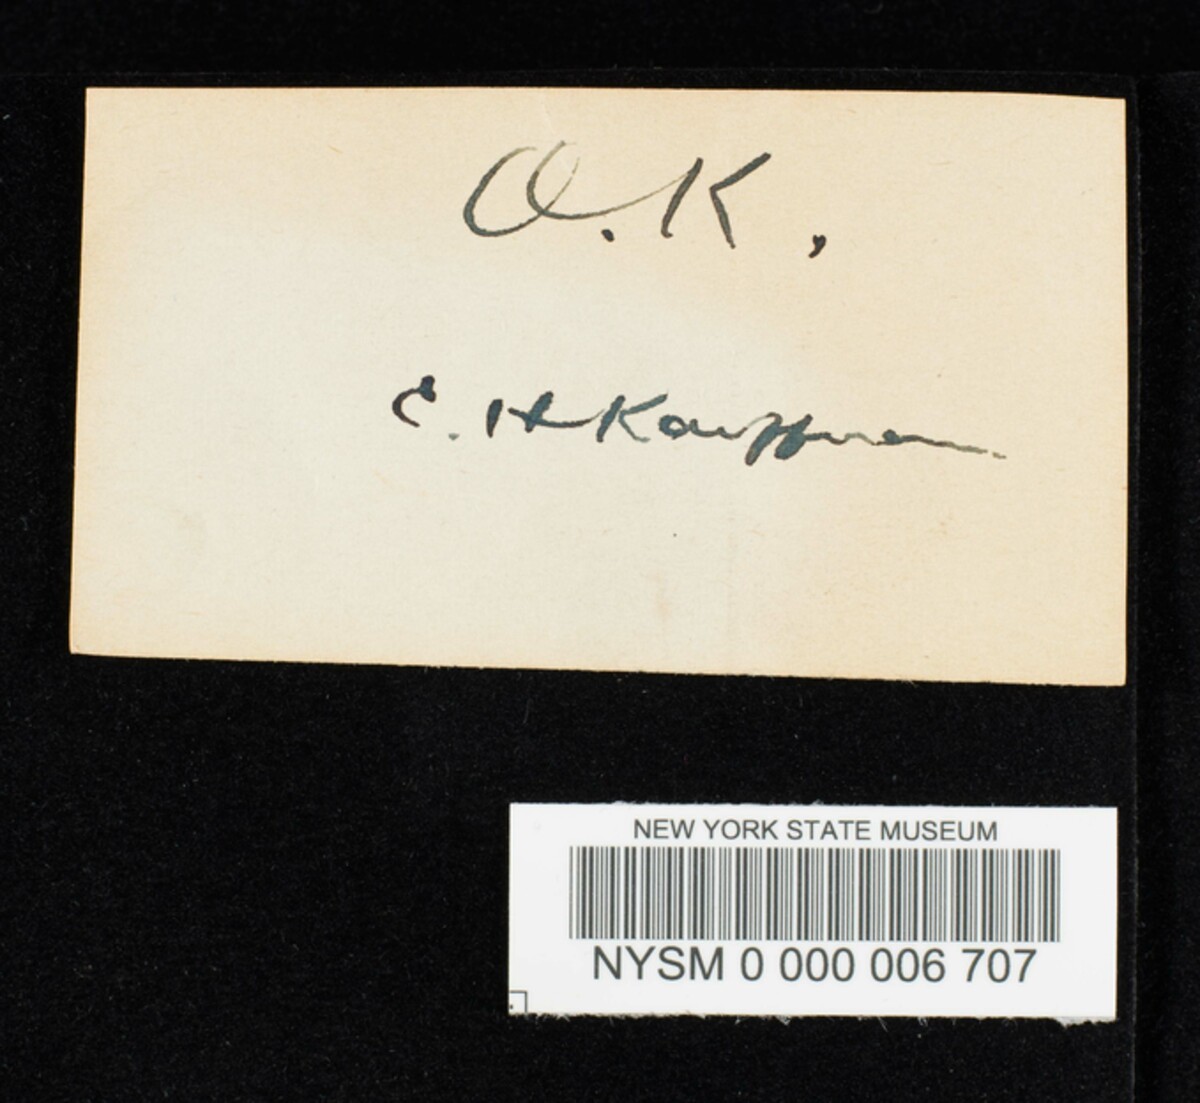 O.K.
E. H Kauffman
NEW YORK STATE MUSEUM
NYSM 0 000 006 707